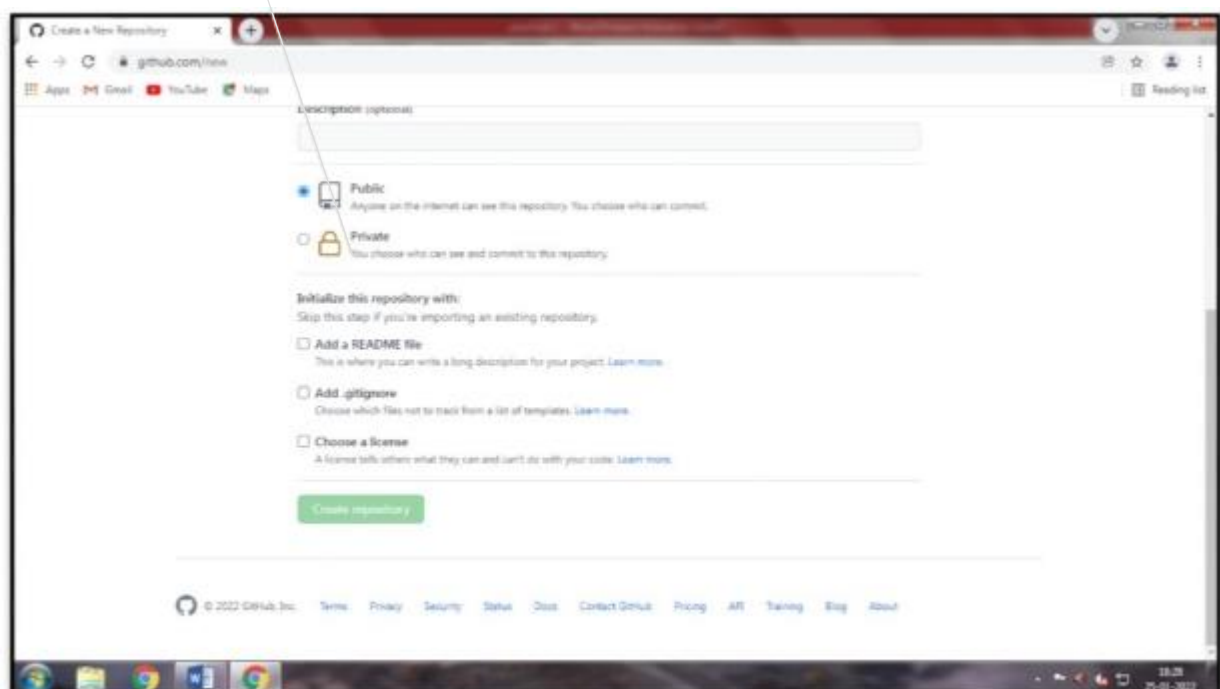 Create a New Repository
github.com/new
Apps Gmail YouTube Maps Reading list
Description (optional)
Public
Anyone on the internet can see this repository. You choose who can commit.
Private
You choose who can see and commit to this repository.
Initialize this repository with:
Skip this step if you're importing an existing repository.
Add a README file
This is where you can write a long description for your project. Learn more.
Add .gitignore
Choose which files not to track from a list of templates. Learn more.
Choose a license
A license tells others what they can and can't do with your code. Learn more.
Create repository
© 2022 GitHub, Inc. Terms Privacy Security Status Docs Contact GitHub Pricing API Training Blog About